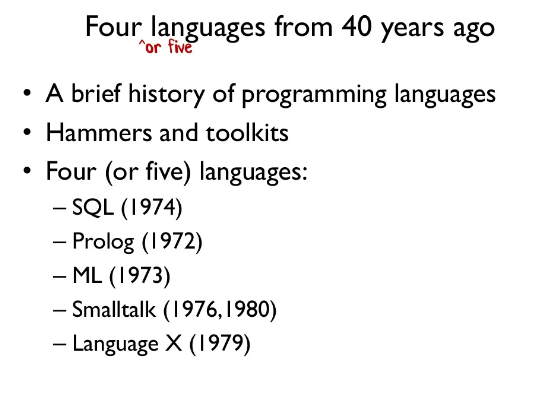 Four languages from 40 years ago
^or five
• A brief history of programming languages
• Hammers and toolkits
• Four (or five) languages:
– SQL (1974)
– Prolog (1972)
– ML (1973)
– Smalltalk (1976,1980)
– Language X (1979)